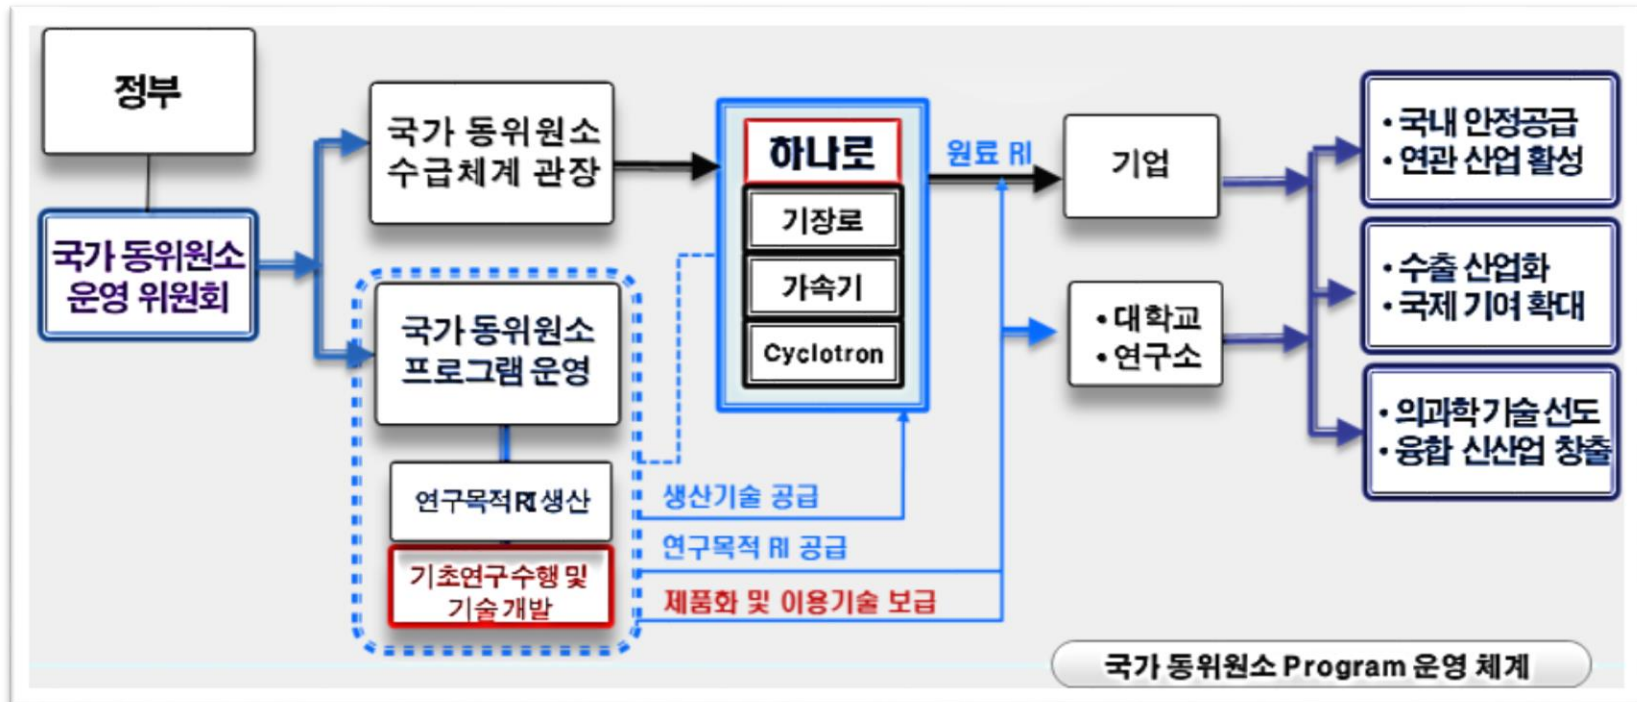 정부
국가 동위원소
운영 위원회
국가 동위원소
수급체계 관장
국가 동위원소
프로그램 운영
연구목적 RI 생산
기초연구수행 및
기술 개발
하나로
기장로
가속기
Cyclotron
원료 RI
생산기술 공급
연구목적 RI 공급
제품화 및 이용기술 보급
기업
• 대학교
• 연구소
• 국내 안정공급
• 연관 산업 활성
• 수출 산업화
• 국제 기여 확대
• 의과학 기술 선도
• 융합 신산업 창출
국가 동위원소 Program 운영 체계